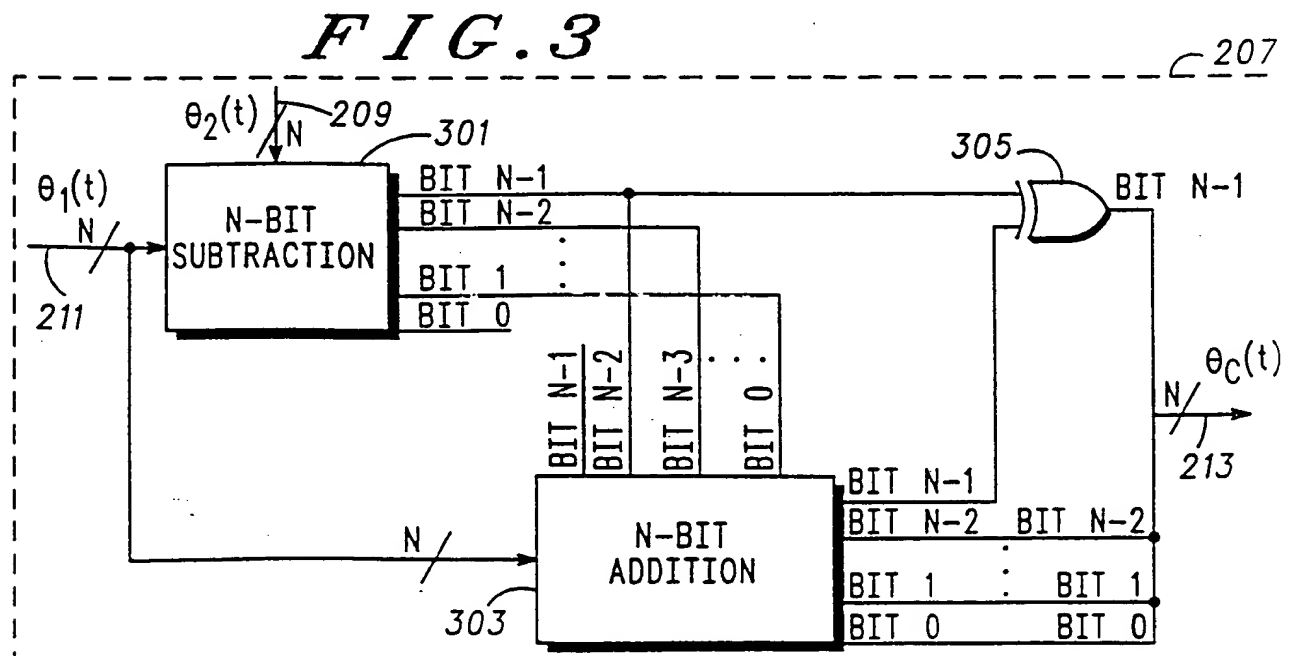 FIG.3
207
θ2(t)
209
N
301
305
θ1(t)
N
211
N-BIT
SUBTRACTION
BIT N-1
BIT N-2
BIT 1
BIT 0
BIT N-1
BIT N-1
BIT N-2
BIT N-3
BIT 0
θC(t)
N
213
N
303
N-BIT
ADDITION
BIT N-1
BIT N-2 BIT N-2
BIT 1 BIT 1
BIT 0 BIT 0